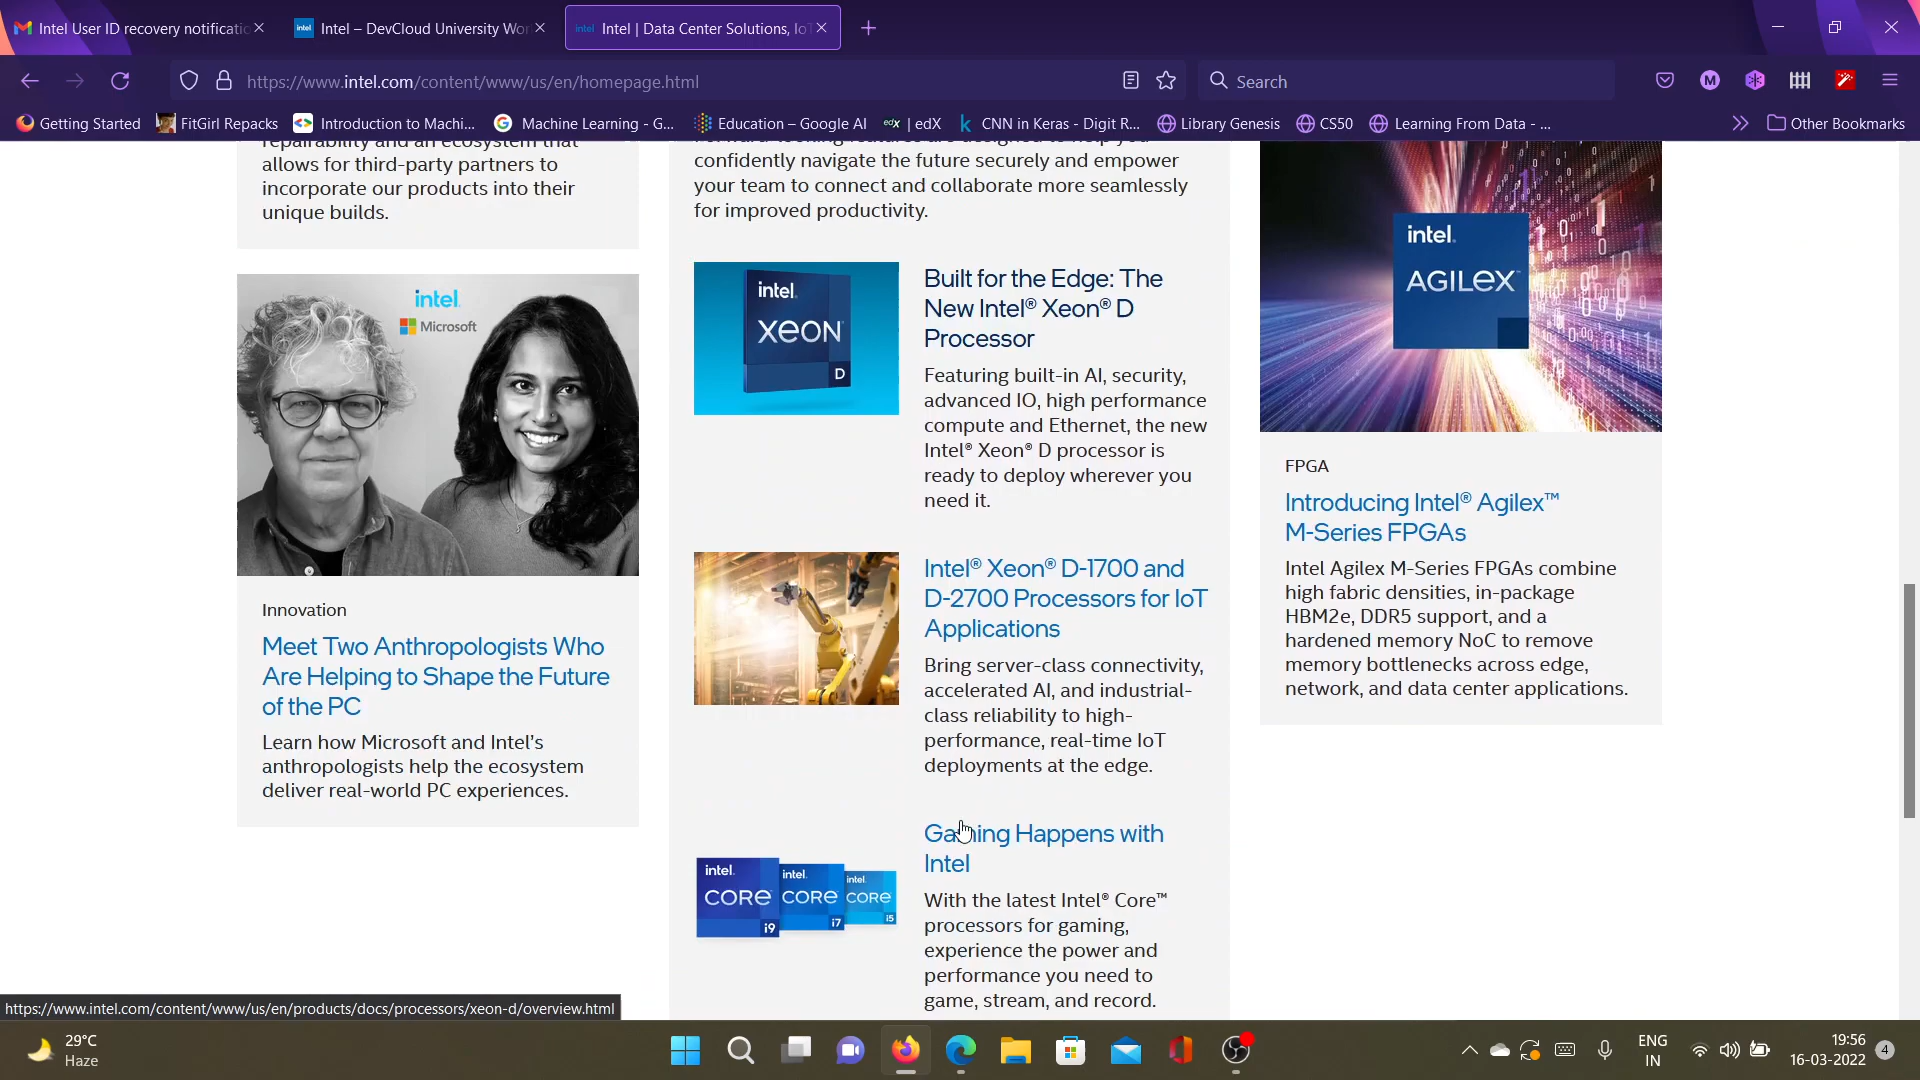 Intel User ID recovery notificatio
Intel – DevCloud University Wor
Intel | Data Center Solutions, IoT
https://www.intel.com/content/www/us/en/homepage.html
Search
Getting Started
FitGirl Repacks
Introduction to Machi...
Machine Learning - G...
Education – Google AI
edX | edX
CNN in Keras - Digit R...
Library Genesis
CS50
Learning From Data - ...
Other Bookmarks
repairability and an ecosystem that
allows for third-party partners to
incorporate our products into their
unique builds.
intel
Microsoft
Innovation
Meet Two Anthropologists Who
Are Helping to Shape the Future
of the PC
Learn how Microsoft and Intel's
anthropologists help the ecosystem
deliver real-world PC experiences.
confidently navigate the future securely and empower
your team to connect and collaborate more seamlessly
for improved productivity.
intel
XEON
D
Built for the Edge: The
New Intel® Xeon® D
Processor
Featuring built-in AI, security,
advanced IO, high performance
compute and Ethernet, the new
Intel® Xeon® D processor is
ready to deploy wherever you
need it.
Intel® Xeon® D-1700 and
D-2700 Processors for IoT
Applications
Bring server-class connectivity,
accelerated AI, and industrial-
class reliability to high-
performance, real-time IoT
deployments at the edge.
intel CORE i9
intel CORE i7
intel CORE i5
Gaming Happens with
Intel
With the latest Intel® Core™
processors for gaming,
experience the power and
performance you need to
game, stream, and record.
intel
AGILEX™
FPGA
Introducing Intel® Agilex™
M-Series FPGAs
Intel Agilex M-Series FPGAs combine
high fabric densities, in-package
HBM2e, DDR5 support, and a
hardened memory NoC to remove
memory bottlenecks across edge,
network, and data center applications.
https://www.intel.com/content/www/us/en/products/docs/processors/xeon-d/overview.html
29°C
Haze
ENG
IN
19:56
16-03-2022
4